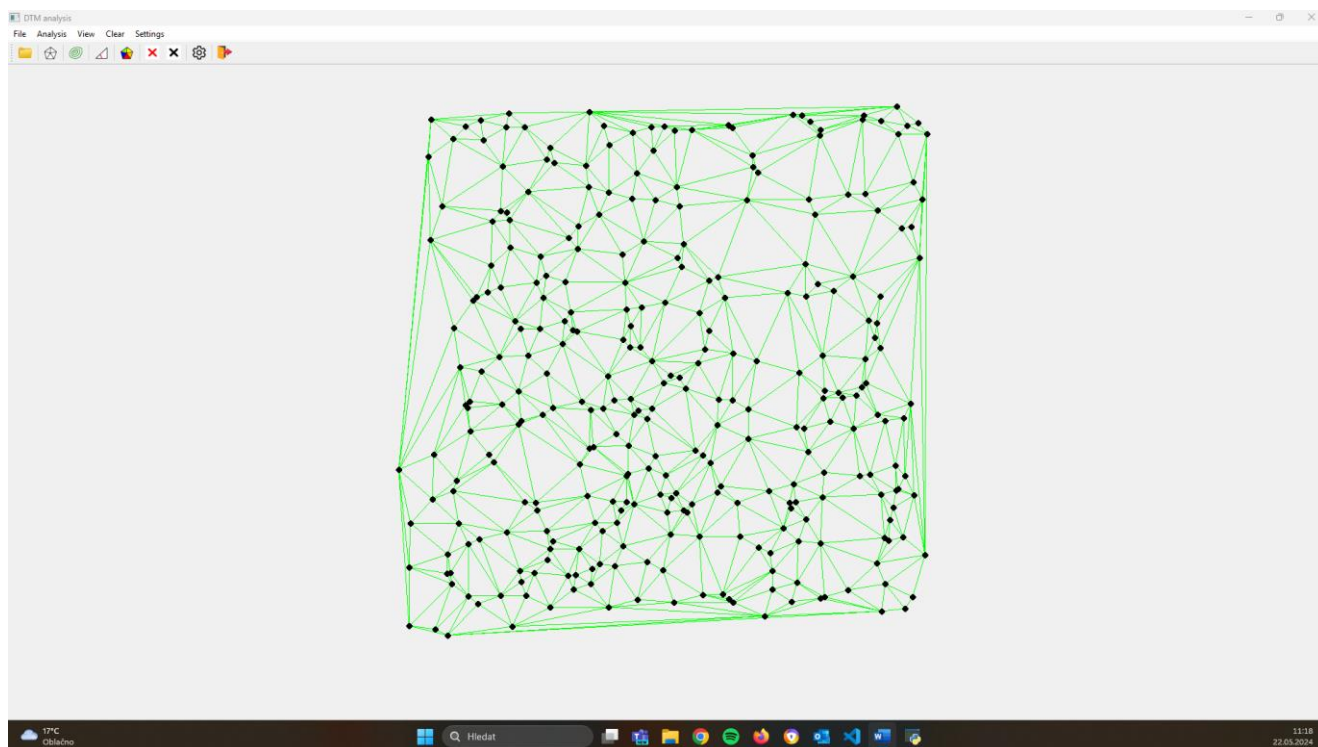 DTM analysis
File Analysis View Clear Settings
17°C
Oblačno
Hledat
11:18
22.05.2024